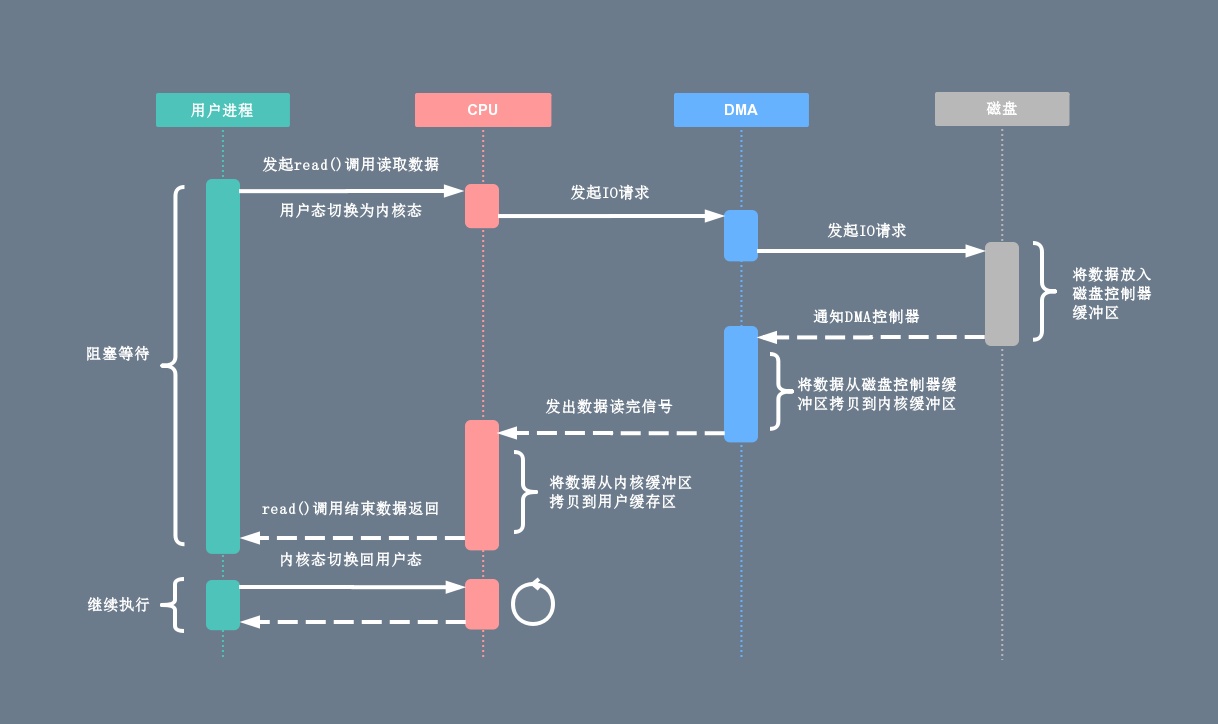 用户进程
CPU
DMA
磁盘
发起read()调用读取数据
用户态切换为内核态
发起IO请求
发起IO请求
将数据放入
磁盘控制器
缓冲区
通知DMA控制器
阻塞等待
将数据从磁盘控制器缓
冲区拷贝到内核缓冲区
发出数据读完信号
将数据从内核缓冲区
拷贝到用户缓存区
read()调用结束数据返回
内核态切换回用户态
继续执行